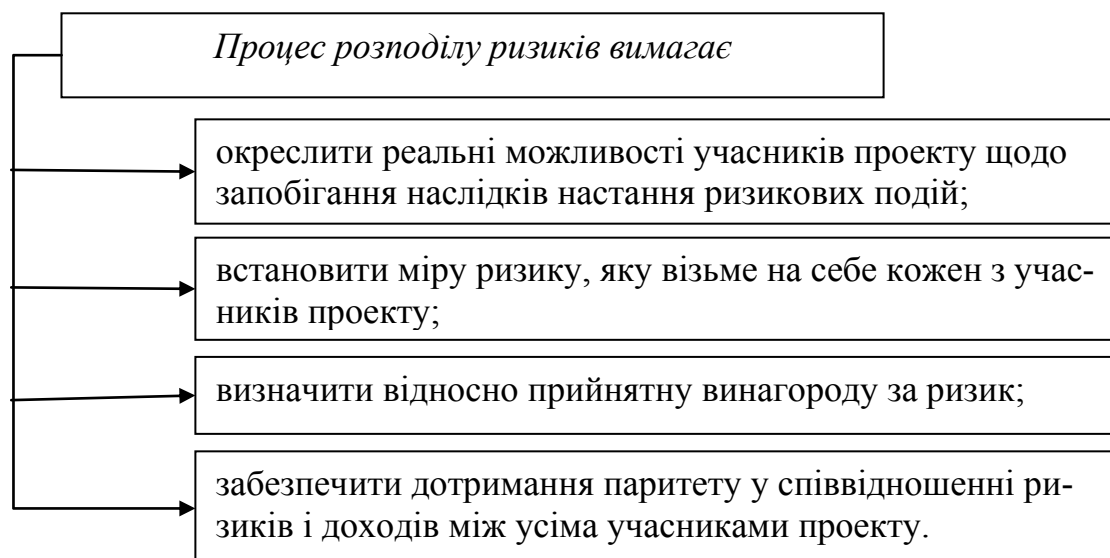 Процес розподілу ризиків вимагає
окреслити реальні можливості учасників проекту щодо
запобігання наслідків настання ризикових подій;
встановити міру ризику, яку візьме на себе кожен з учас-
ників проекту;
визначити відносно прийнятну винагороду за ризик;
забезпечити дотримання паритету у співвідношенні ри-
зиків і доходів між усіма учасниками проекту.